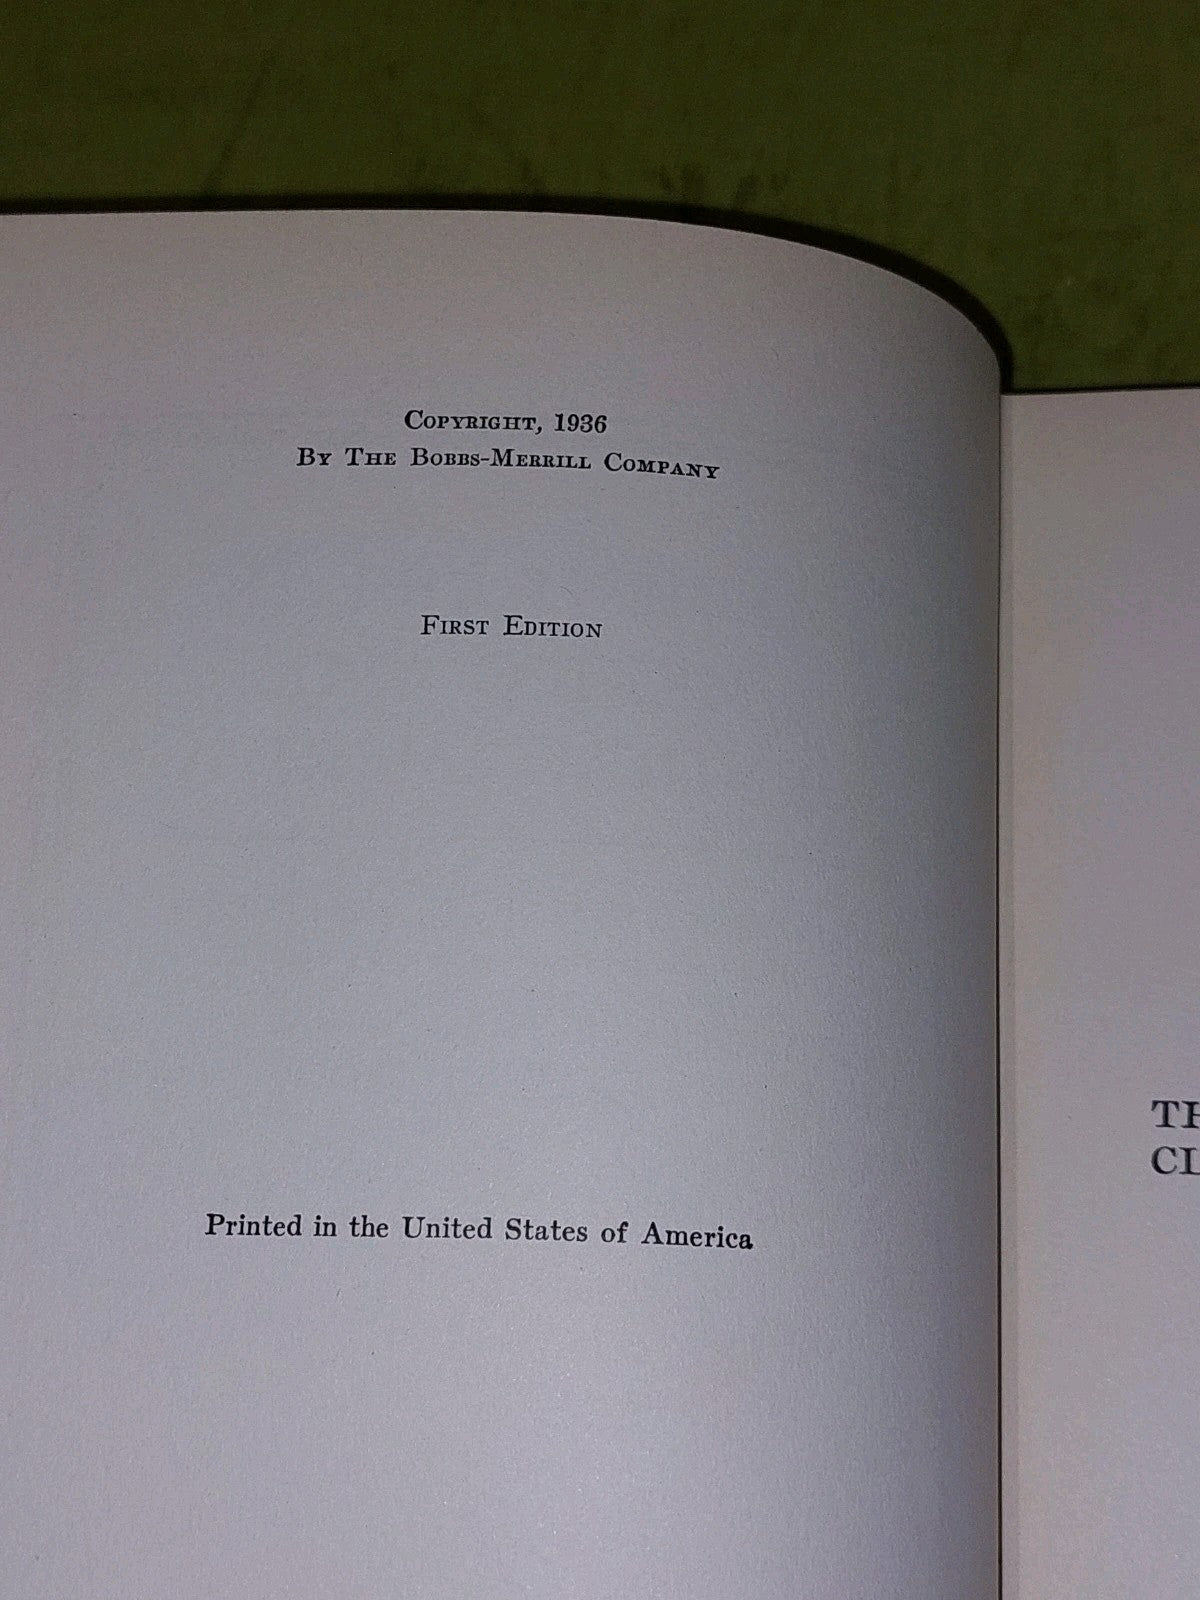 COPYRIGHT, 1936
BY THE BOBBS-MERRILL COMPANY
FIRST EDITION
Printed in the United States of America